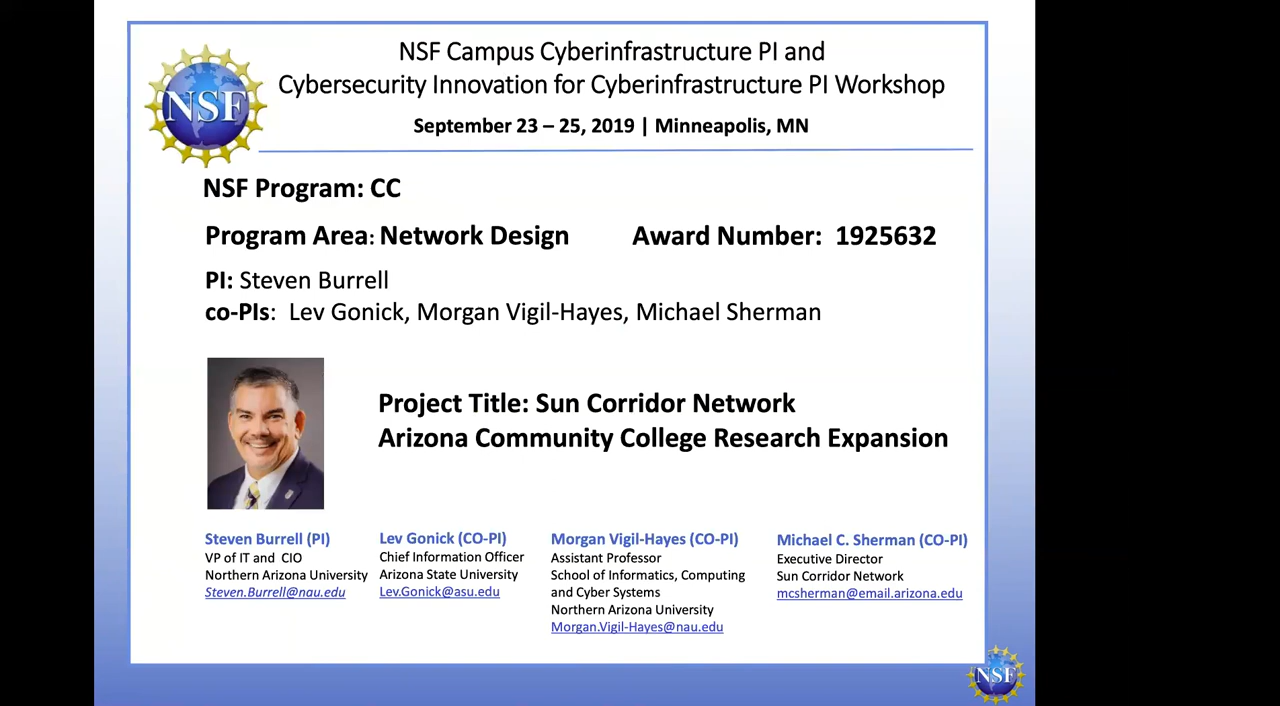 NSF Campus Cyberinfrastructure PI and
Cybersecurity Innovation for Cyberinfrastructure PI Workshop
NSF
September 23 – 25, 2019 | Minneapolis, MN
NSF Program: CC
Program Area: Network Design Award Number: 1925632
PI: Steven Burrell
co-PIs: Lev Gonick, Morgan Vigil-Hayes, Michael Sherman
Project Title: Sun Corridor Network
Arizona Community College Research Expansion
Steven Burrell (PI)
VP of IT and CIO
Northern Arizona University
Steven.Burrell@nau.edu
Lev Gonick (CO-PI)
Chief Information Officer
Arizona State University
Lev.Gonick@asu.edu
Morgan Vigil-Hayes (CO-PI)
Assistant Professor
School of Informatics, Computing
and Cyber Systems
Northern Arizona University
Morgan.Vigil-Hayes@nau.edu
Michael C. Sherman (CO-PI)
Executive Director
Sun Corridor Network
mcsherman@email.arizona.edu
NSF